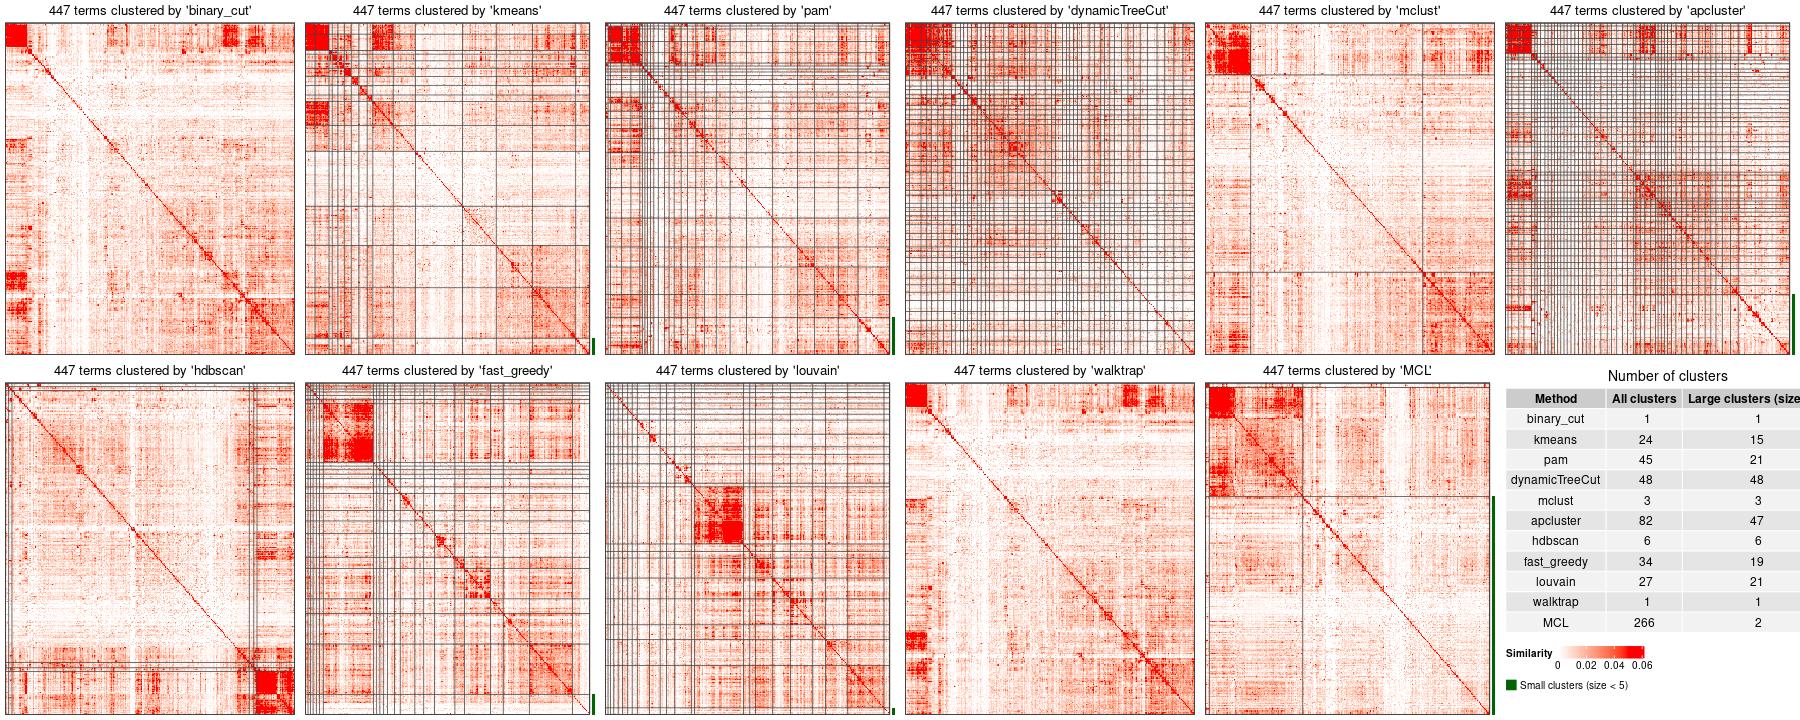 447 terms clustered by 'binary_cut'
447 terms clustered by 'kmeans'
447 terms clustered by 'pam'
447 terms clustered by 'dynamicTreeCut'
447 terms clustered by 'mclust'
447 terms clustered by 'apcluster'
447 terms clustered by 'hdbscan'
447 terms clustered by 'fast_greedy'
447 terms clustered by 'louvain'
447 terms clustered by 'walktrap'
447 terms clustered by 'MCL'
Number of clusters
Method All clusters Large clusters (size
binary_cut 1 1
kmeans 24 15
pam 45 21
dynamicTreeCut 48 48
mclust 3 3
apcluster 82 47
hdbscan 6 6
fast_greedy 34 19
louvain 27 21
walktrap 1 1
MCL 266 2
Similarity
0 0.02 0.04 0.06
Small clusters (size < 5)